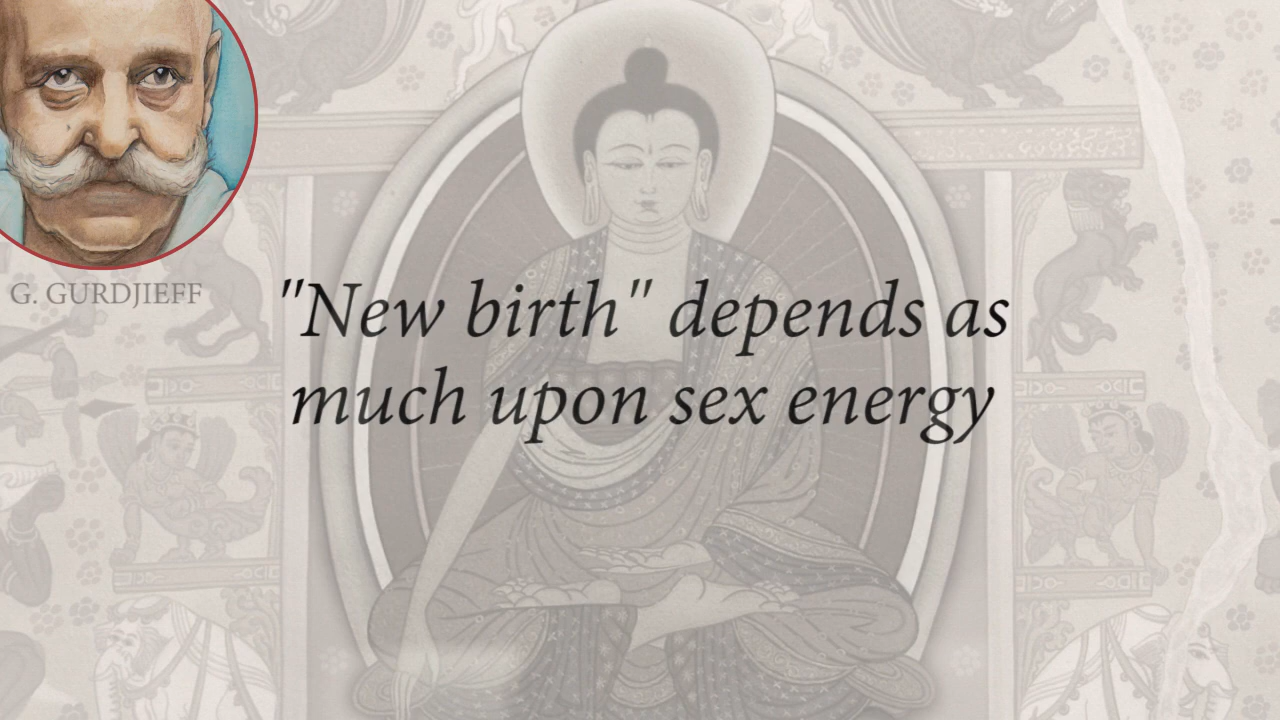 G. GURDJIEFF
"New birth" depends as
much upon sex energy